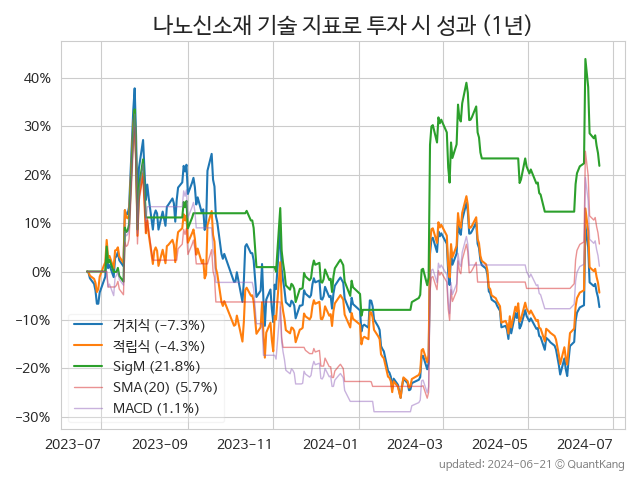 나노신소재 기술 지표로 투자 시 성과 (1년)
40%
30%
20%
10%
0%
−10%
−20%
−30%
거치식 (−7.3%)
적립식 (−4.3%)
SigM (21.8%)
SMA(20) (5.7%)
MACD (1.1%)
2023-07 2023-09 2023-11 2024-01 2024-03 2024-05 2024-07
updated: 2024-06-21 © QuantKang